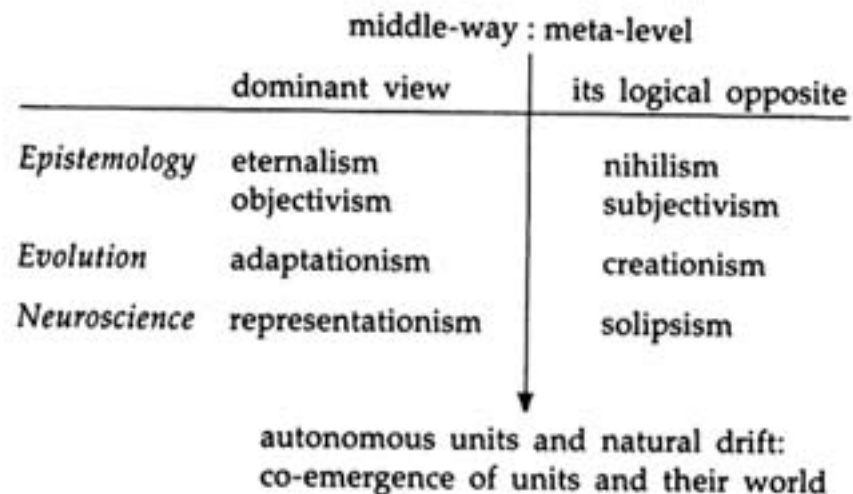 middle-way : meta-level
dominant view its logical opposite
Epistemology eternalism nihilism
objectivism subjectivism
Evolution adaptationism creationism
Neuroscience representationism solipsism
autonomous units and natural drift:
co-emergence of units and their world